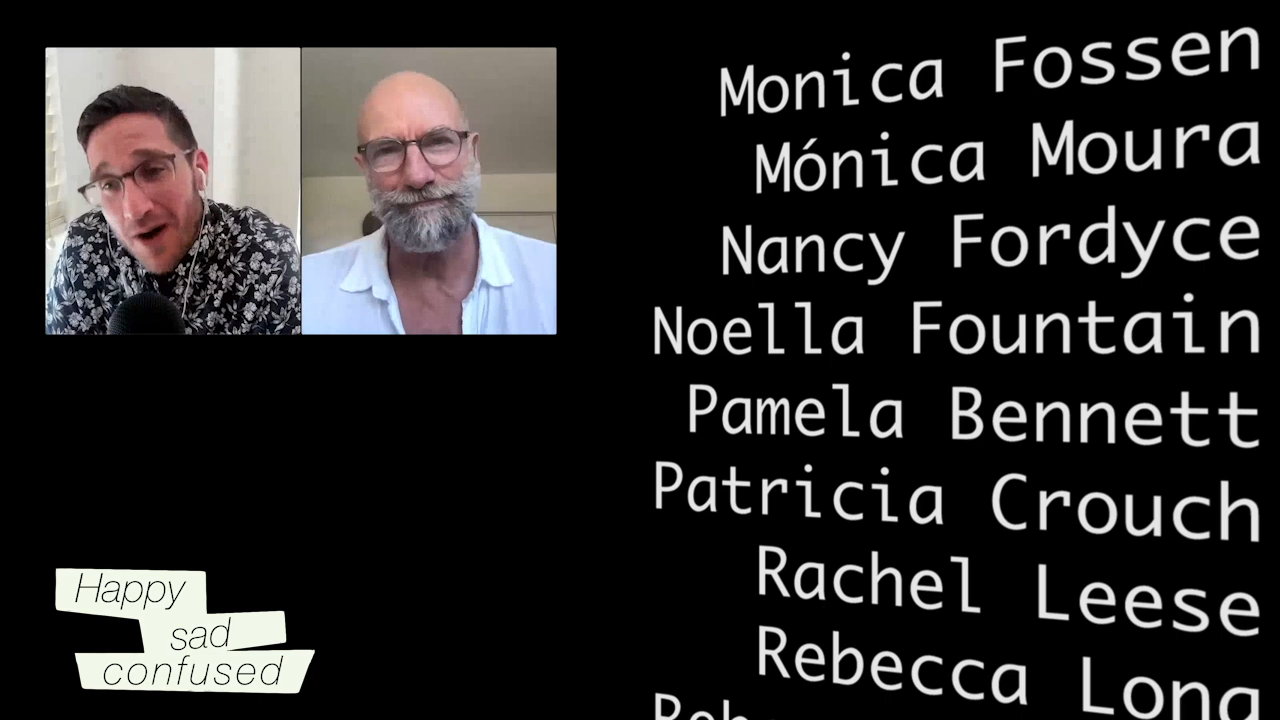 Monica Fossen
Mónica Moura
Nancy Fordyce
Noella Fountain
Pamela Bennett
Patricia Crouch
Rachel Leese
Rebecca Long
Happy
sad
confused